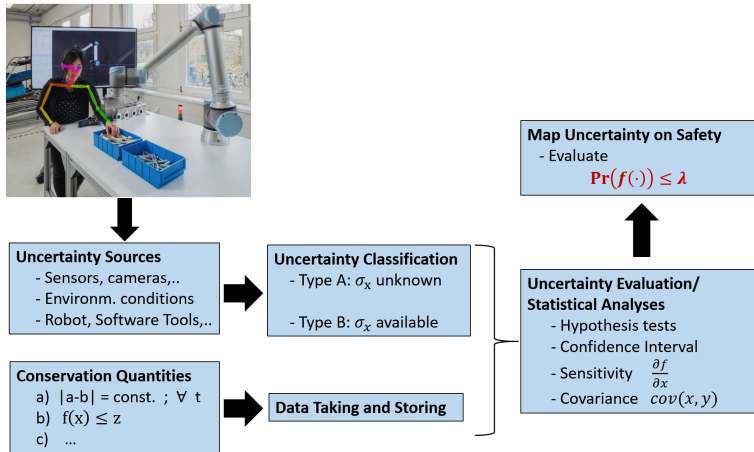 Uncertainty Sources
- Sensors, cameras,..
- Environm. conditions
- Robot, Software Tools,..
Uncertainty Classification
- Type A: σₓ unknown
- Type B: σₓ available
Conservation Quantities
a) |a-b| = const. ; ∀ t
b) f(x) ≤ z
c) ...
Data Taking and Storing
Uncertainty Evaluation/
Statistical Analyses
- Hypothesis tests
- Confidence Interval
- Sensitivity ∂f/∂x
- Covariance cov(x, y)
Map Uncertainty on Safety
- Evaluate
Pr(f(·)) ≤ λ